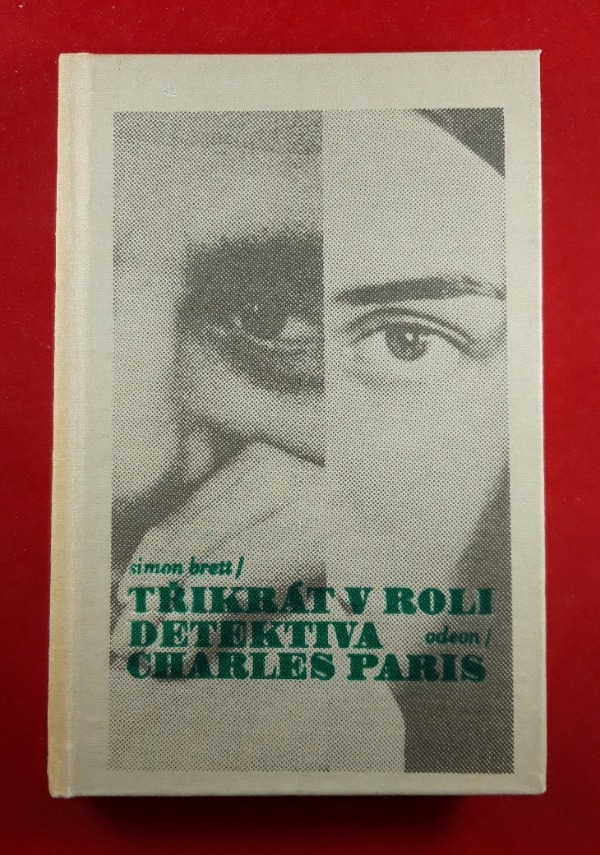 simon brett /
TŘIKRÁT V ROLI
DETEKTIVA odeon /
CHARLES PARIS